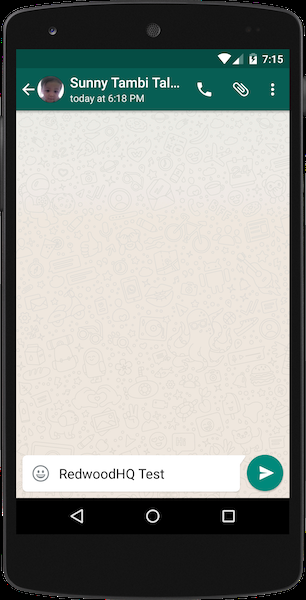 7:15
Sunny Tambi Tal...
today at 6:18 PM
RedwoodHQ Test